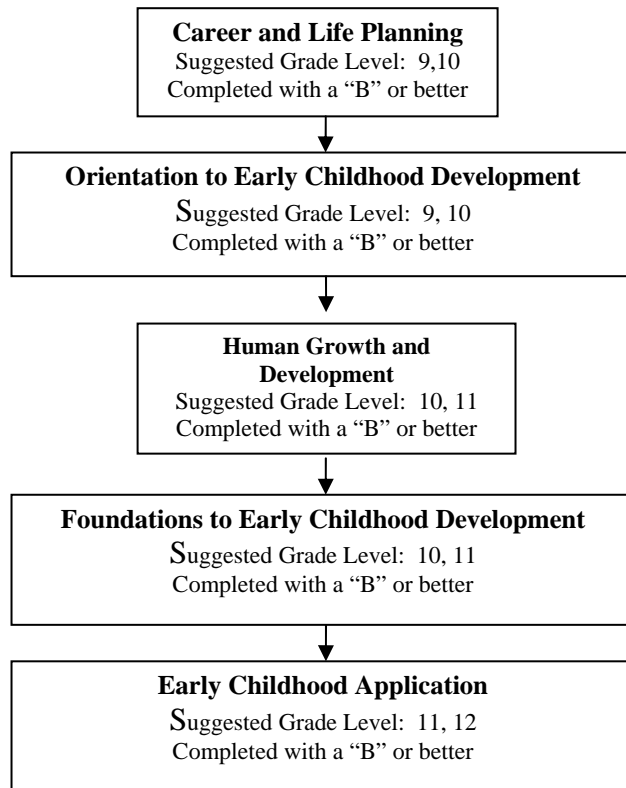 Career and Life Planning
Suggested Grade Level:  9,10
Completed with a “B” or better
Orientation to Early Childhood Development
Suggested Grade Level:  9, 10
Completed with a “B” or better
Human Growth and
Development
Suggested Grade Level:  10, 11
Completed with a “B” or better
Foundations to Early Childhood Development
Suggested Grade Level:  10, 11
Completed with a “B” or better
Early Childhood Application
Suggested Grade Level:  11, 12
Completed with a “B” or better